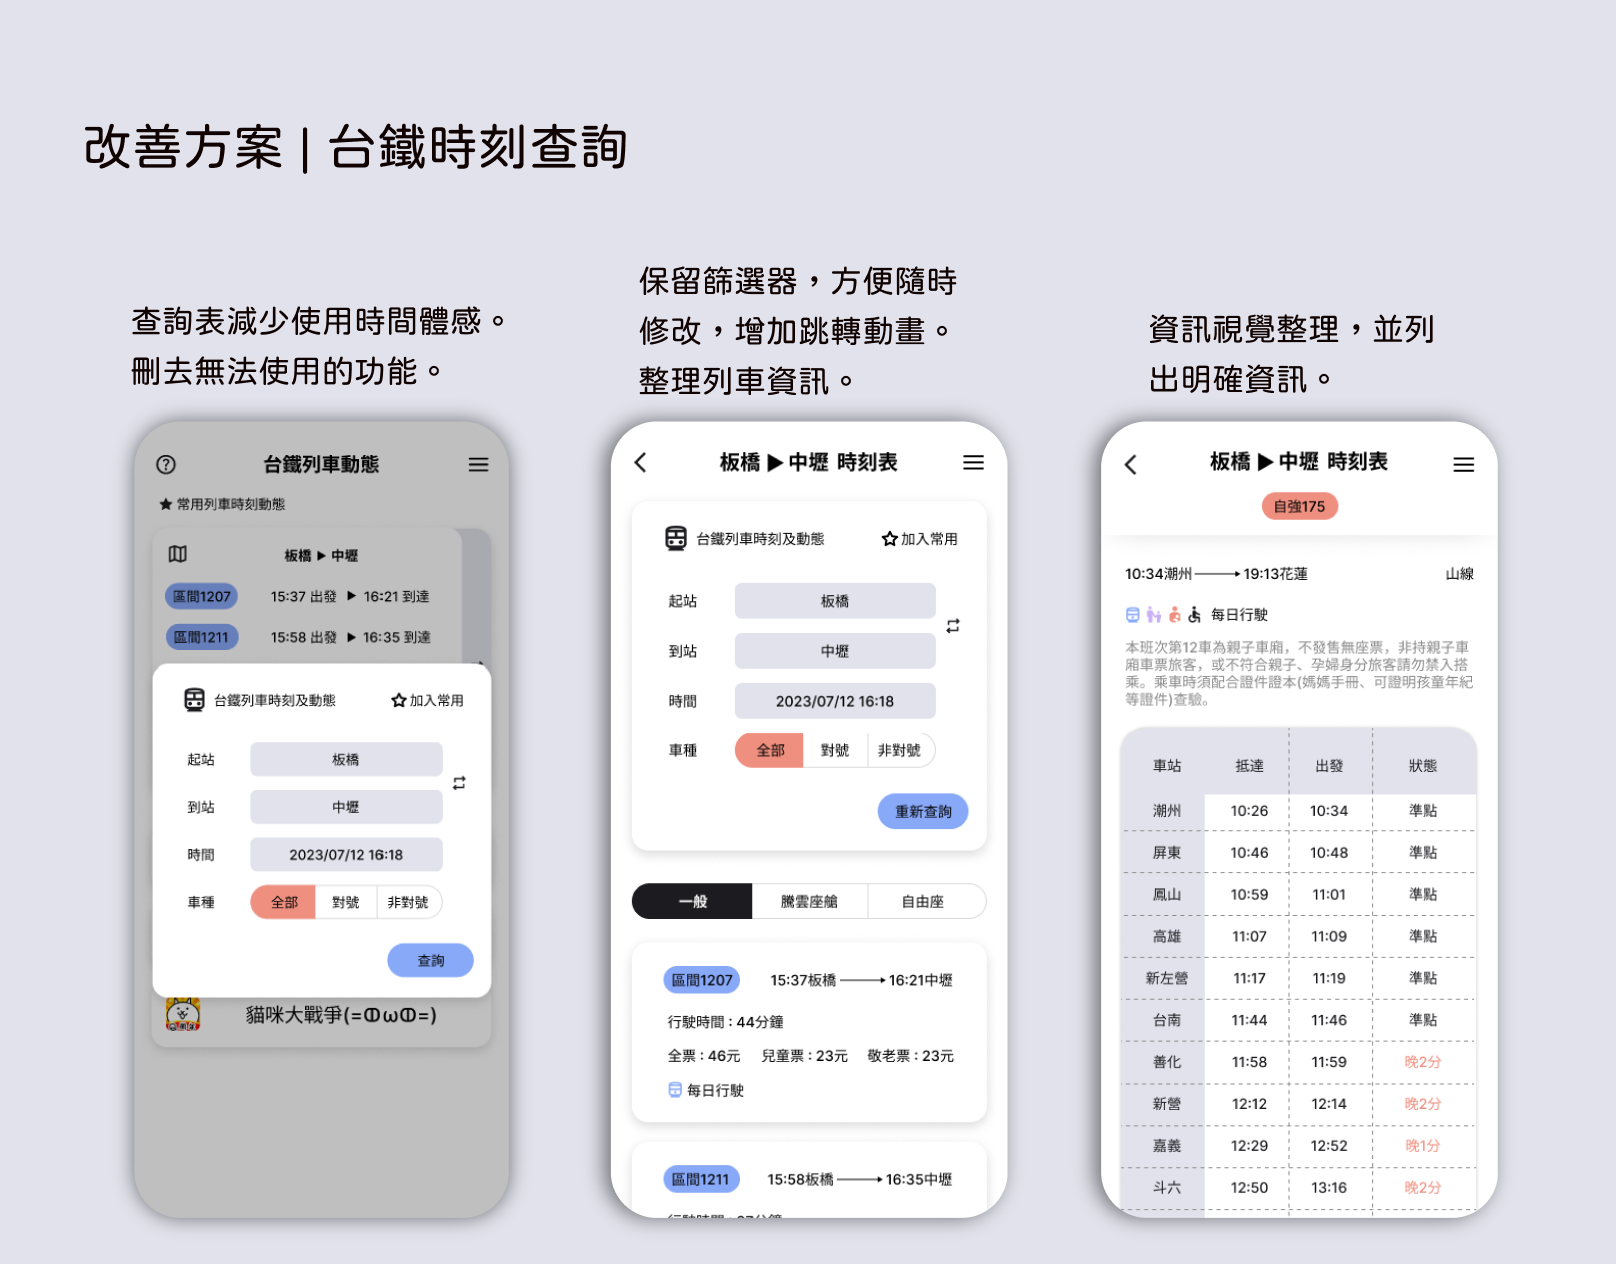 改善方案 | 台鐵時刻查詢
查詢表減少使用時間體感。
刪去無法使用的功能。
保留篩選器，方便隨時
修改，增加跳轉動畫。
整理列車資訊。
資訊視覺整理，並列
出明確資訊。
台鐵列車動態
★ 常用列車時刻動態
板橋 ▶ 中壢
區間1207 15:37 出發 ▶ 16:21 到達
區間1211 15:58 出發 ▶ 16:35 到達
台鐵列車時刻及動態 ☆加入常用
起站 板橋
到站 中壢
時間 2023/07/12 16:18
車種 全部 對號 非對號
查詢
貓咪大戰爭(=ↀωↀ=)
板橋 ▶ 中壢 時刻表
台鐵列車時刻及動態 ☆加入常用
起站 板橋
到站 中壢
時間 2023/07/12 16:18
車種 全部 對號 非對號
重新查詢
一般 騰雲座艙 自由座
區間1207 15:37板橋 → 16:21中壢
行駛時間 : 44分鐘
全票 : 46元 兒童票 : 23元 敬老票 : 23元
每日行駛
區間1211 15:58板橋 → 16:35中壢
板橋 ▶ 中壢 時刻表
自強175
10:34潮州 → 19:13花蓮 山線
每日行駛
本班次第12車為親子車廂，不發售無座票，非持親子車
廂車票旅客，或不符合親子、孕婦身分旅客請勿禁入搭
乘。乘車時須配合證件證本(媽媽手冊、可證明孩童年紀
等證件)查驗。
車站 抵達 出發 狀態
潮州 10:26 10:34 準點
屏東 10:46 10:48 準點
鳳山 10:59 11:01 準點
高雄 11:07 11:09 準點
新左營 11:17 11:19 準點
台南 11:44 11:46 準點
善化 11:58 11:59 晚2分
新營 12:12 12:14 晚2分
嘉義 12:29 12:52 晚1分
斗六 12:50 13:16 晚2分